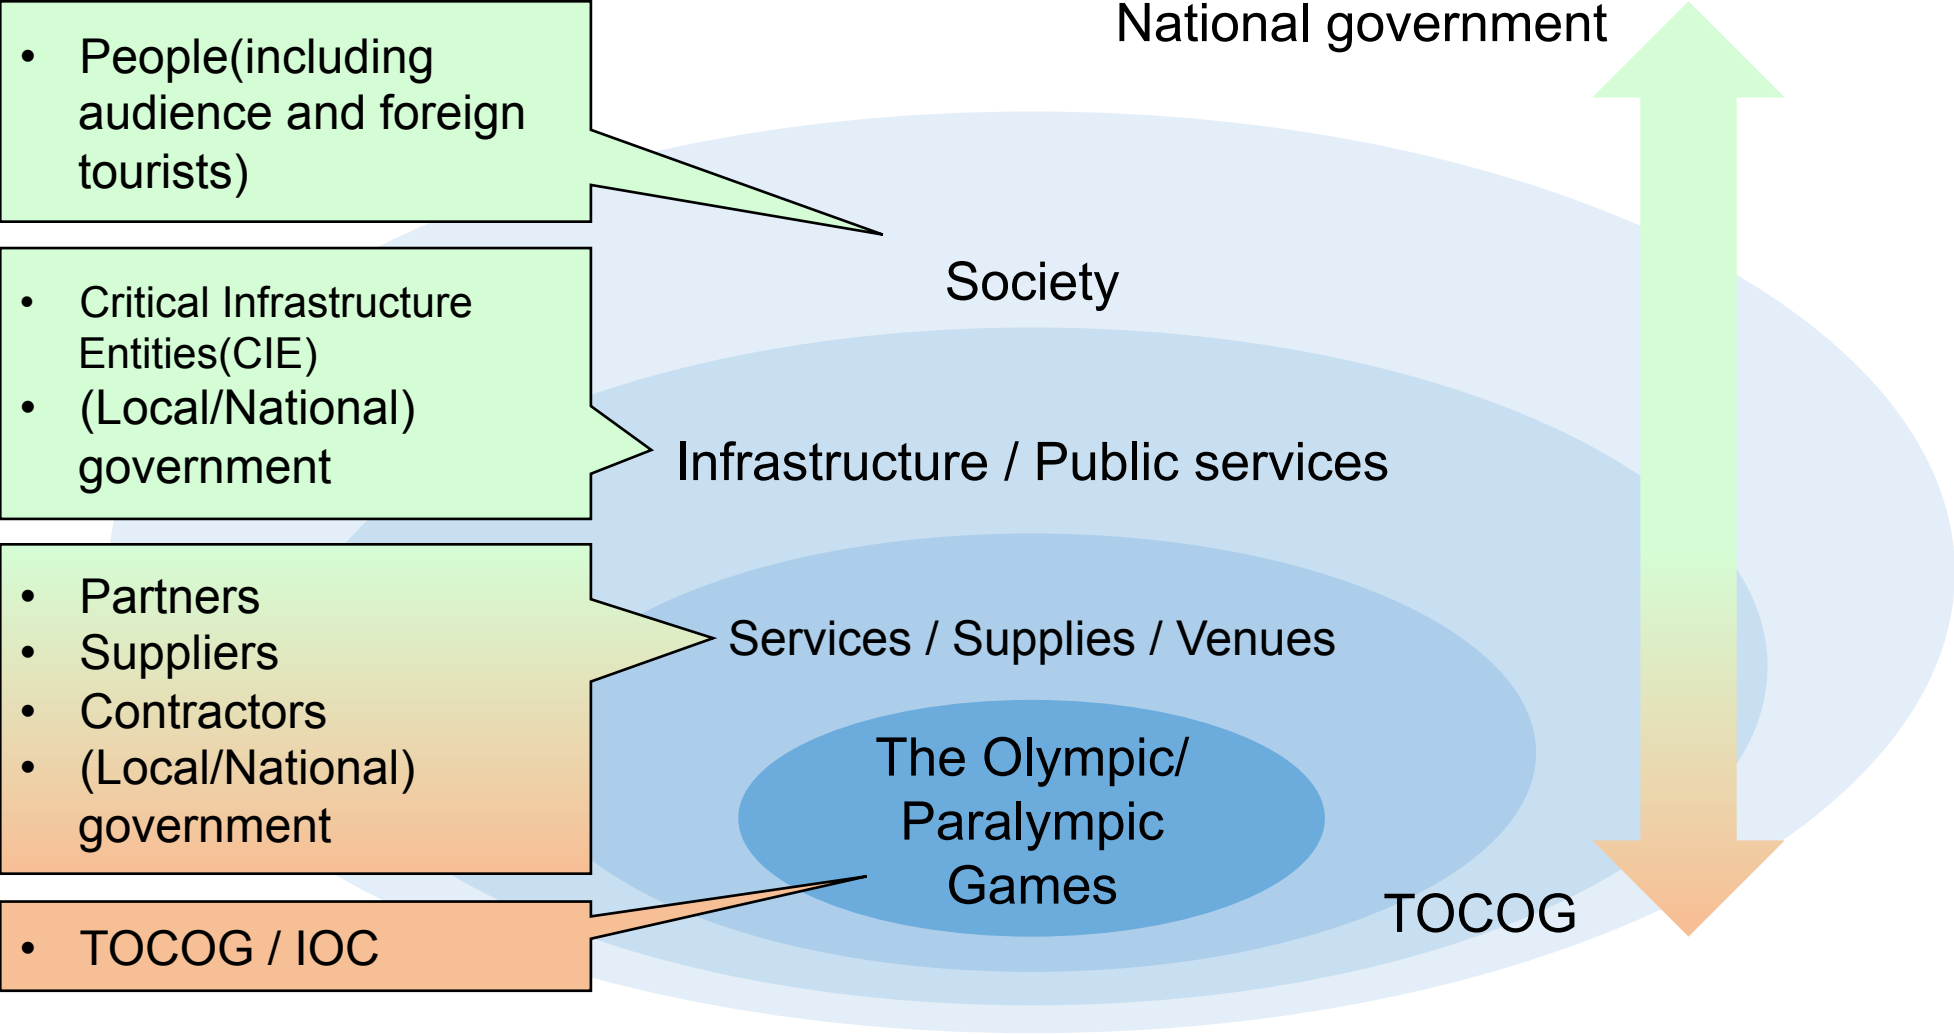 • People(including
audience and foreign
tourists)
• Critical Infrastructure
Entities(CIE)
• (Local/National)
government
• Partners
• Suppliers
• Contractors
• (Local/National)
government
• TOCOG / IOC
National government
Society
Infrastructure / Public services
Services / Supplies / Venues
The Olympic/
Paralympic
Games
TOCOG